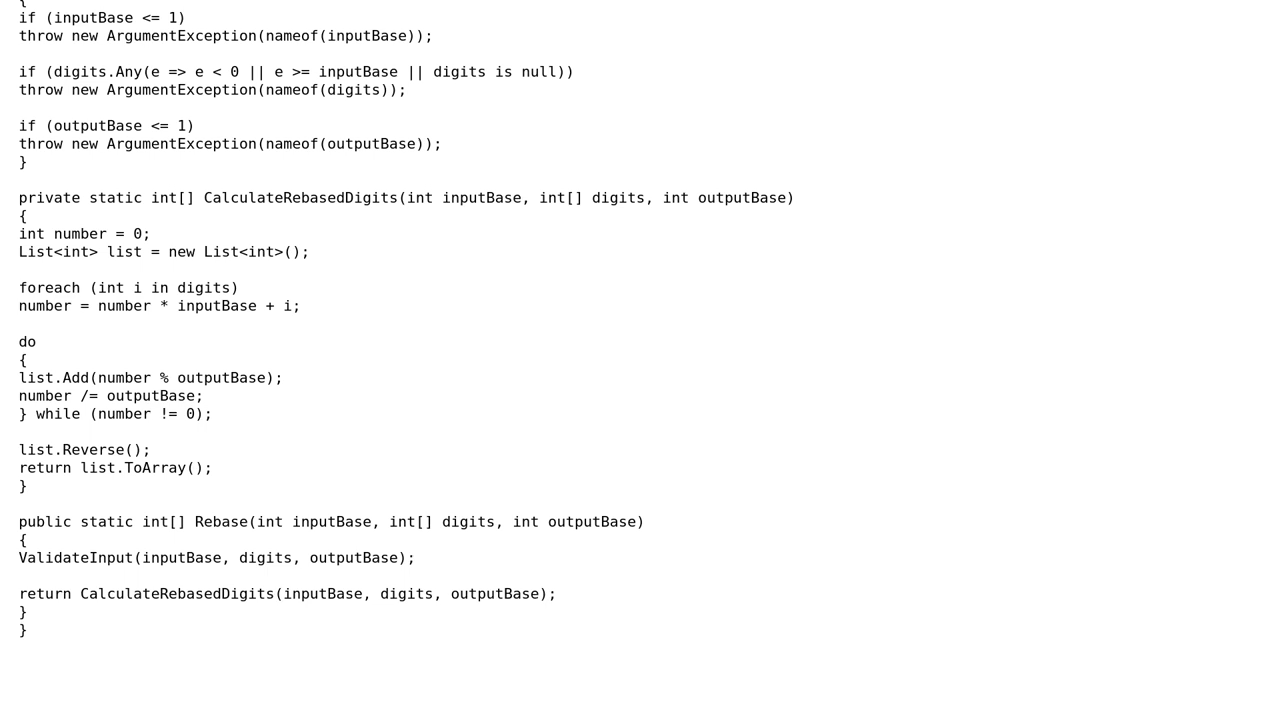 {
if (inputBase <= 1)
throw new ArgumentException(nameof(inputBase));

if (digits.Any(e => e < 0 || e >= inputBase || digits is null))
throw new ArgumentException(nameof(digits));

if (outputBase <= 1)
throw new ArgumentException(nameof(outputBase));
}

private static int[] CalculateRebasedDigits(int inputBase, int[] digits, int outputBase)
{
int number = 0;
List<int> list = new List<int>();

foreach (int i in digits)
number = number * inputBase + i;

do
{
list.Add(number % outputBase);
number /= outputBase;
} while (number != 0);

list.Reverse();
return list.ToArray();
}

public static int[] Rebase(int inputBase, int[] digits, int outputBase)
{
ValidateInput(inputBase, digits, outputBase);

return CalculateRebasedDigits(inputBase, digits, outputBase);
}
}